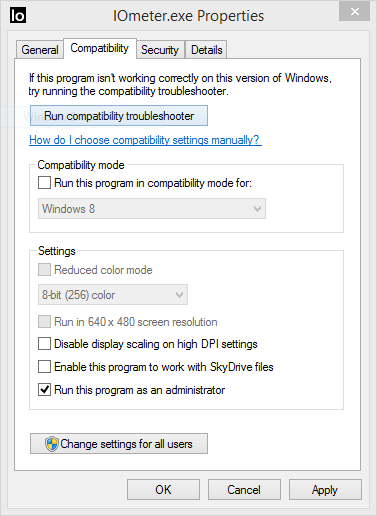 IO
IOmeter.exe Properties
General Compatibility Security Details
If this program isn't working correctly on this version of Windows,
try running the compatibility troubleshooter.
Run compatibility troubleshooter
How do I choose compatibility settings manually?
Compatibility mode
Run this program in compatibility mode for:
Windows 8
Settings
Reduced color mode
8-bit (256) color
Run in 640 x 480 screen resolution
Disable display scaling on high DPI settings
Enable this program to work with SkyDrive files
Run this program as an administrator
Change settings for all users
OK Cancel Apply